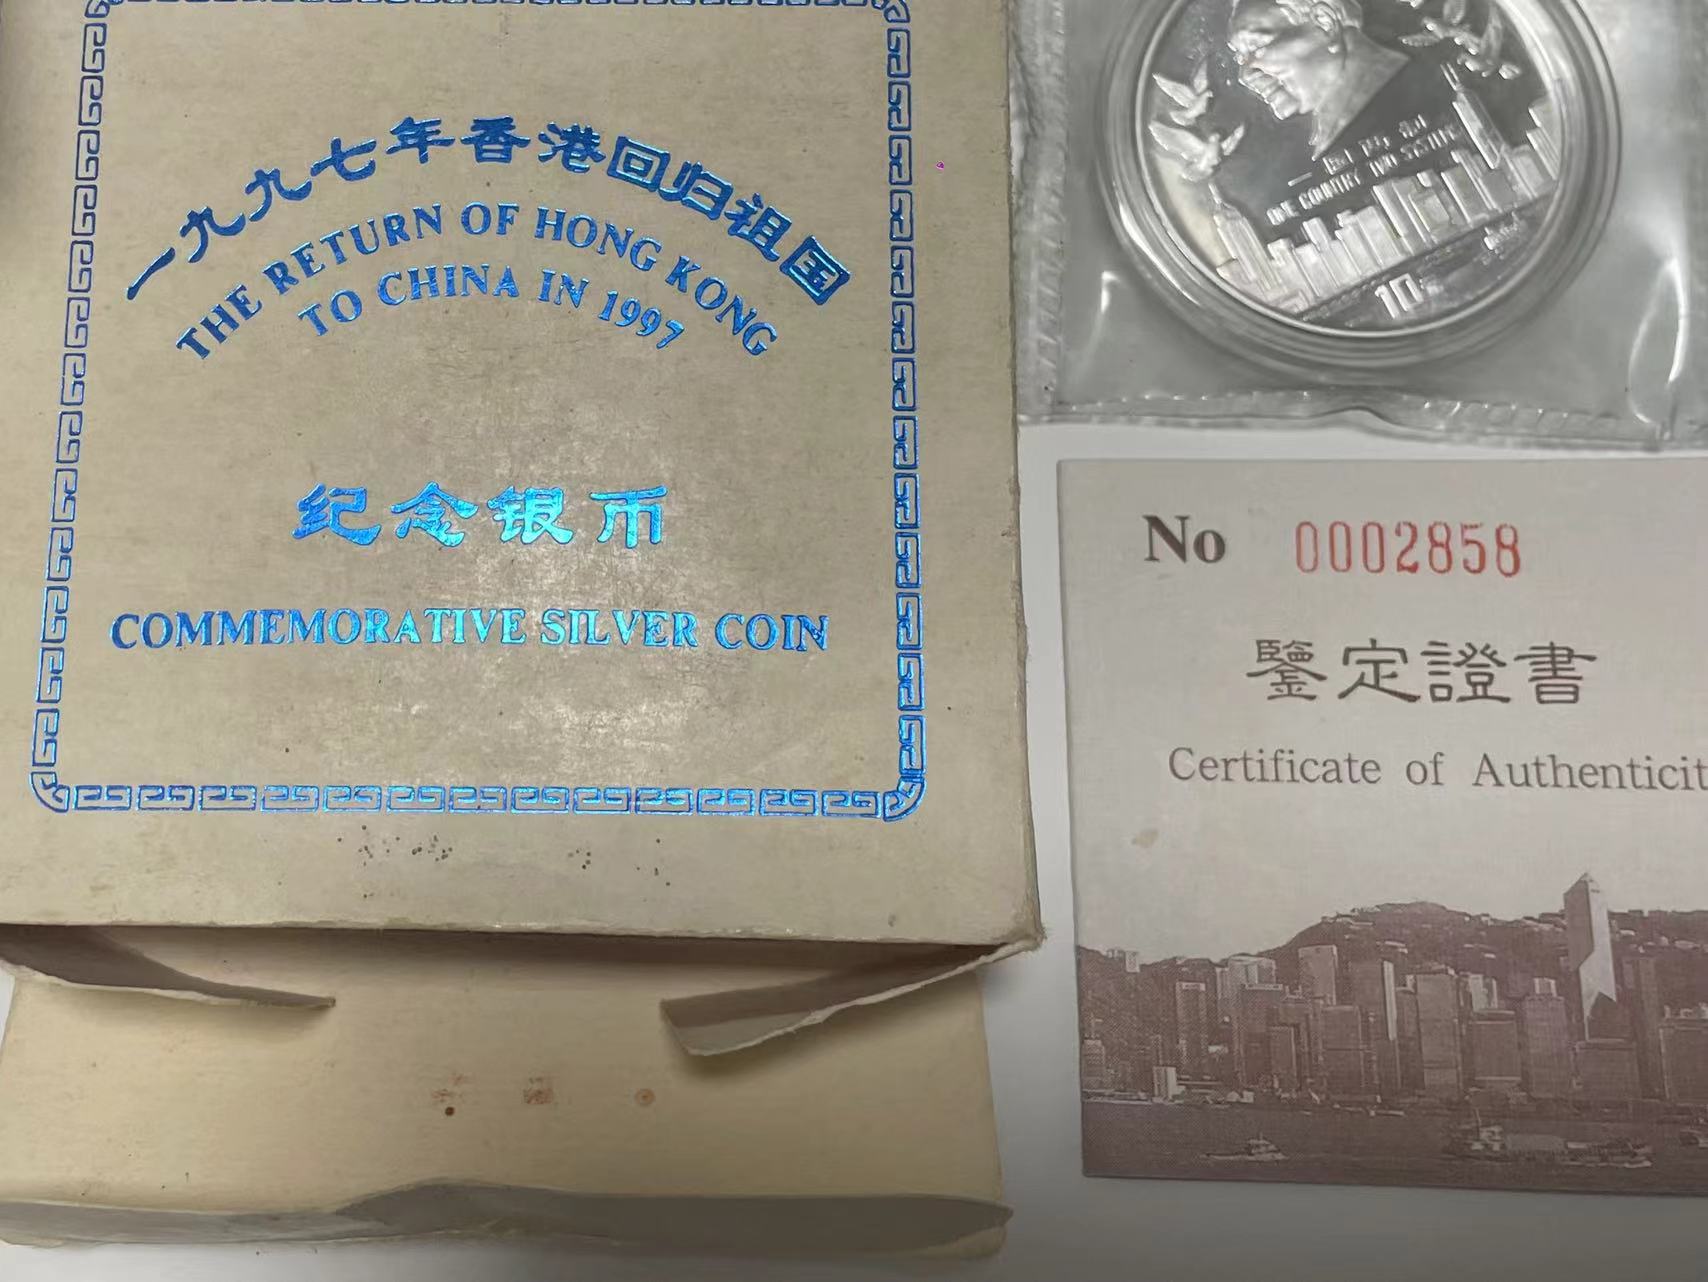 一九九七年香港回归祖国
THE RETURN OF HONG KONG
TO CHINA IN 1997
纪念银币
COMMEMORATIVE SILVER COIN
ONE COUNTRY TWO SYSTEMS
10
No 0002858
鑒定證書
Certificate of Authenticit